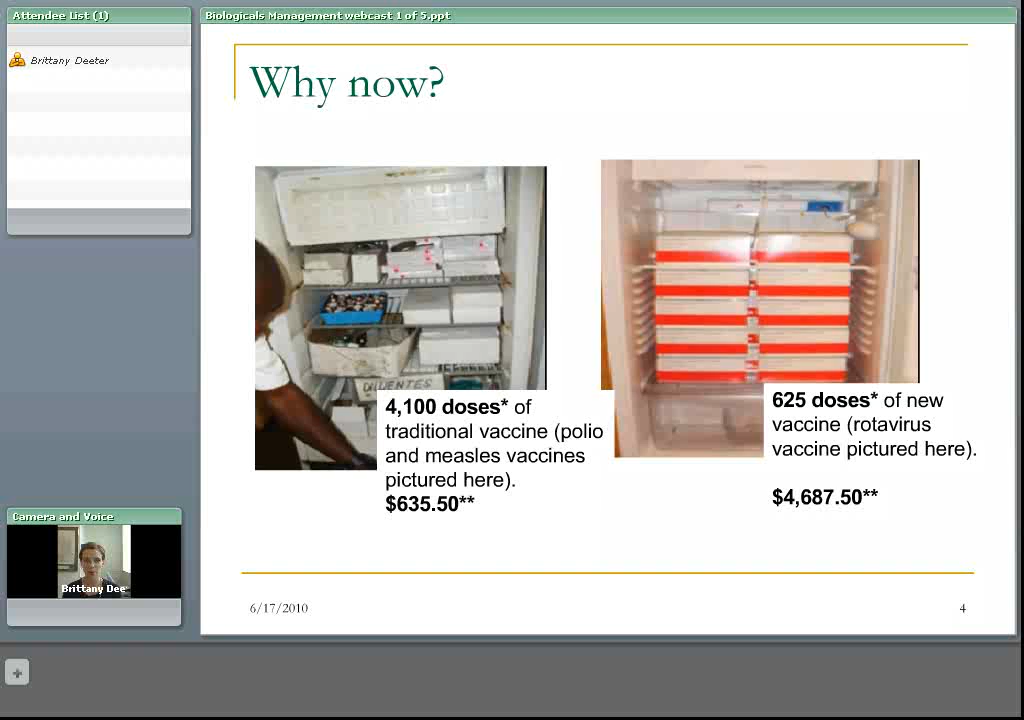 Attendee List (1)
Brittany Deeter
Biologicals Management webcast 1 of 5.ppt
Why now?
DILUENTES
4,100 doses* of
traditional vaccine (polio
and measles vaccines
pictured here).
$635.50**
625 doses* of new
vaccine (rotavirus
vaccine pictured here).
$4,687.50**
6/17/2010
4
Camera and Voice
Brittany Dee